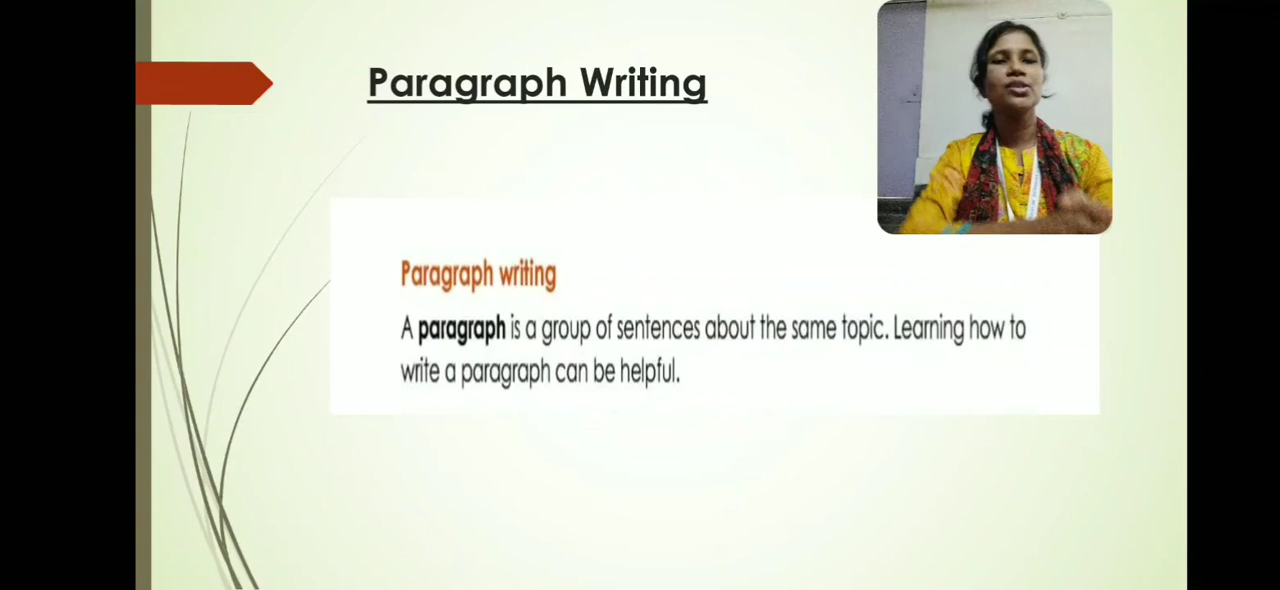 Paragraph Writing
Paragraph writing
A paragraph is a group of sentences about the same topic. Learning how to
write a paragraph can be helpful.